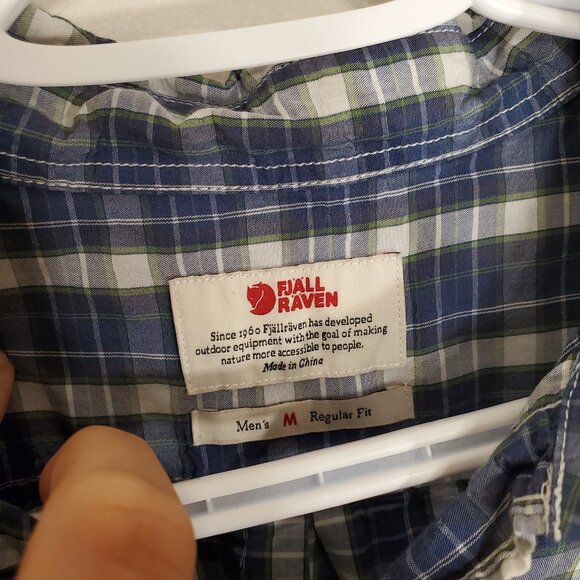 FJÄLL
RÄVEN
Since 1960 Fjällräven has developed
outdoor equipment with the goal of making
nature more accessible to people.
Made in China
Men's M Regular Fit